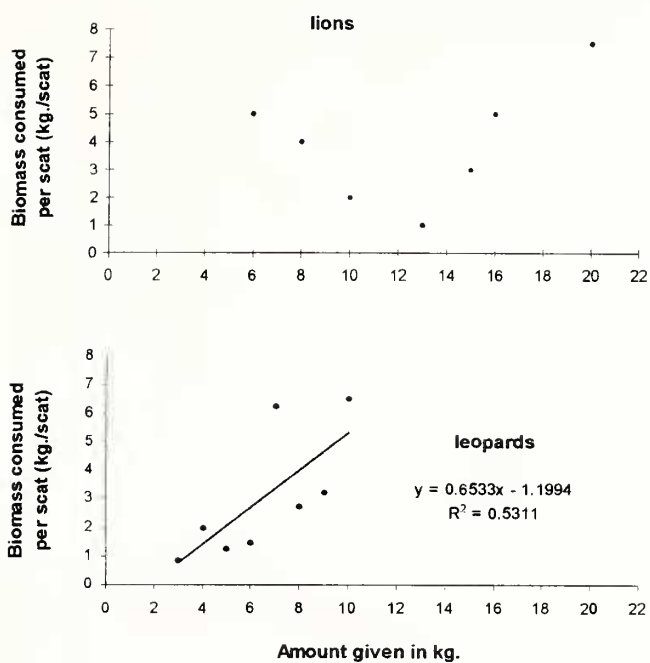 lions
Biomass consumed
per scat (kg./scat)
8
7
6
5
4
3
2
1
0
0 2 4 6 8 10 12 14 16 18 20 22
Biomass consumed
per scat (kg./scat)
8
7
6
5
4
3
2
1
0
leopards
y = 0.6533x - 1.1994
R² = 0.5311
0 2 4 6 8 10 12 14 16 18 20 22
Amount given in kg.